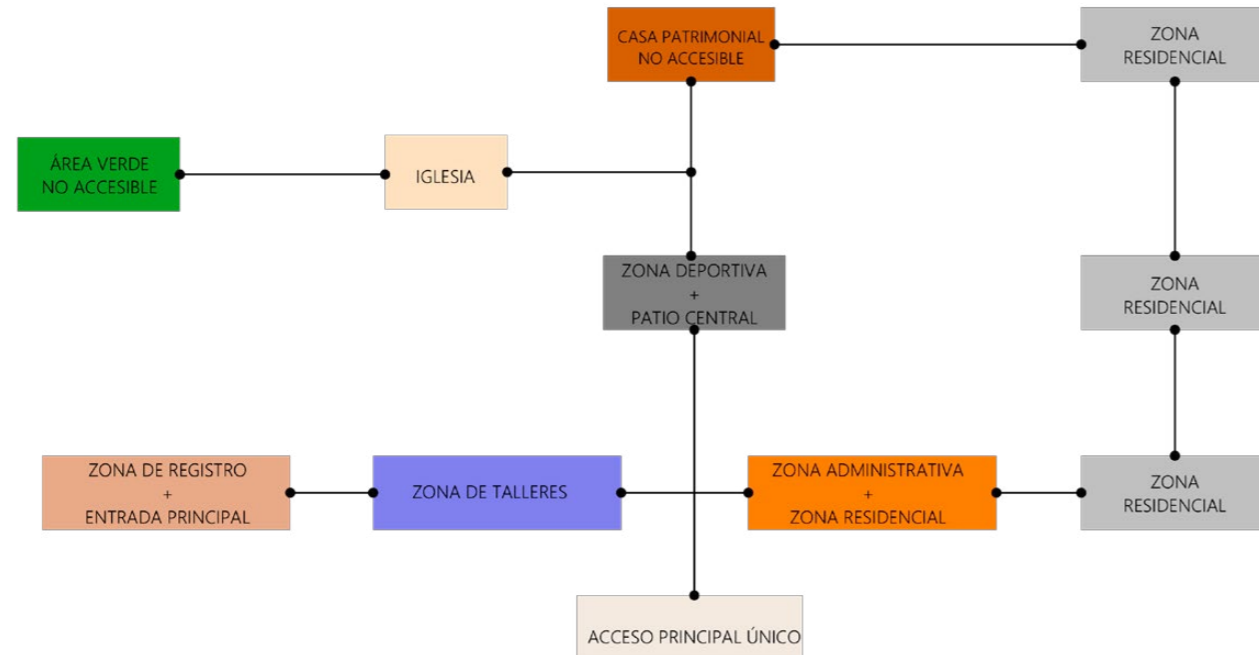 CASA PATRIMONIAL
NO ACCESIBLE
ZONA
RESIDENCIAL
ÁREA VERDE
NO ACCESIBLE
IGLESIA
ZONA DEPORTIVA
+
PATIO CENTRAL
ZONA
RESIDENCIAL
ZONA DE REGISTRO
+
ENTRADA PRINCIPAL
ZONA DE TALLERES
ZONA ADMINISTRATIVA
+
ZONA RESIDENCIAL
ZONA
RESIDENCIAL
ACCESO PRINCIPAL ÚNICO